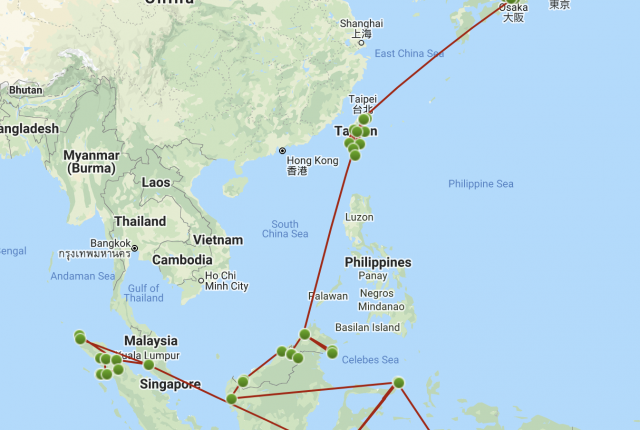 China
Osaka
大阪
東京
Shanghai
上海
East China Sea
Bhutan
Taipei
台北
angladesh
Hong Kong
香港
Myanmar
(Burma)
Laos
Philippine Sea
Luzon
Thailand
South
China Sea
engal
Bangkok
กรุงเทพมหานคร
Vietnam
Cambodia
Philippines
Panay
Andaman Sea
Ho Chi
Minh City
Gulf of
Thailand
Palawan
Negros
Mindanao
Basilan Island
Malaysia
Kuala Lumpur
Celebes Sea
Singapore